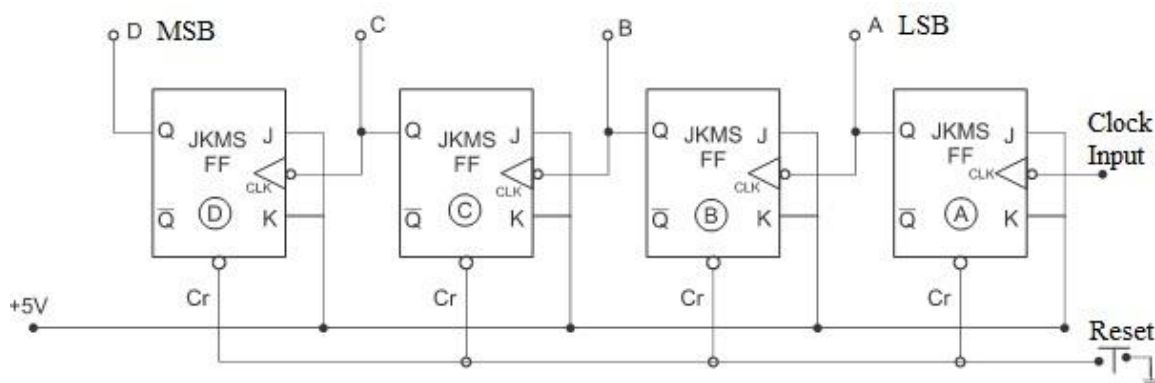 D MSB
C
B
A LSB
Q JKMS FF J
CLK
Q̅ D K
Cr
Q JKMS FF J
CLK
Q̅ C K
Cr
Q JKMS FF J
CLK
Q̅ B K
Cr
Q JKMS FF J
CLK
Q̅ A K
Cr
Clock
Input
+5V
Reset